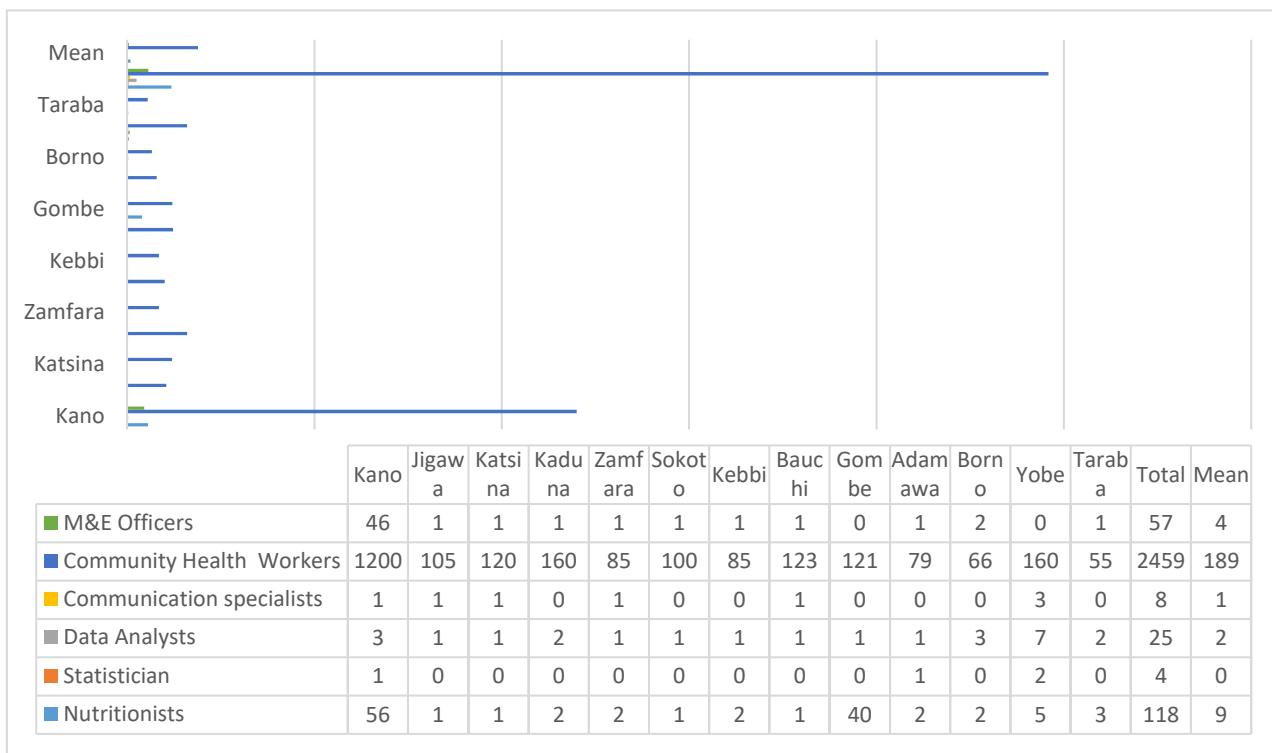 Mean
Taraba
Borno
Gombe
Kebbi
Zamfara
Katsina
Kano
Kano Jigawa Katsina Kaduna Zamfara Sokoto Kebbi Bauchi Gombe Adamawa Borno Yobe Taraba Total Mean
M&E Officers 46 1 1 1 1 1 1 1 0 1 2 0 1 57 4
Community Health Workers 1200 105 120 160 85 100 85 123 121 79 66 160 55 2459 189
Communication specialists 1 1 1 0 1 0 0 1 0 0 0 3 0 8 1
Data Analysts 3 1 1 2 1 1 1 1 1 1 3 7 2 25 2
Statistician 1 0 0 0 0 0 0 0 0 1 0 2 0 4 0
Nutritionists 56 1 1 2 2 1 2 1 40 2 2 5 3 118 9